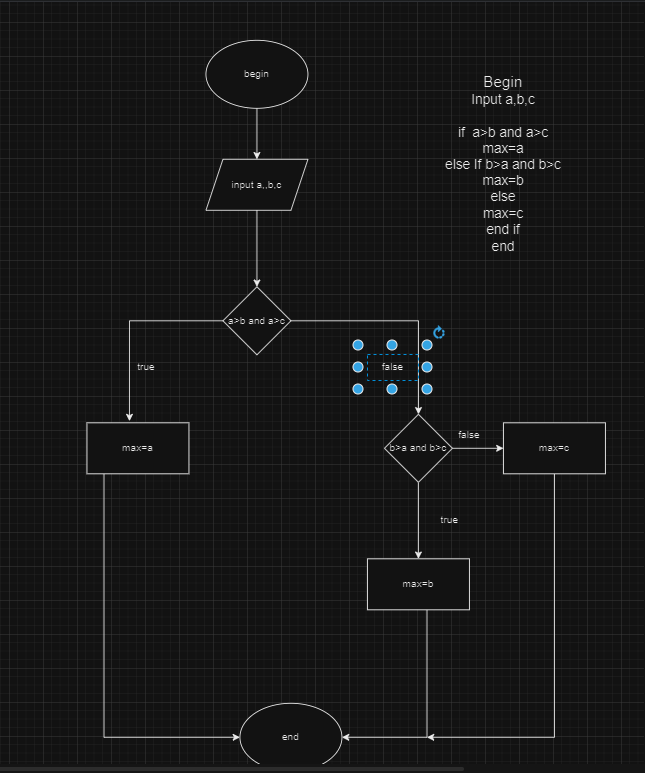 begin
Begin
Input a,b,c
if  a>b and a>c
max=a
else If b>a and b>c
max=b
else
max=c
end if
end
input a,,b,c
a>b and a>c
true
false
false
max=a
b>a and b>c
max=c
true
max=b
end